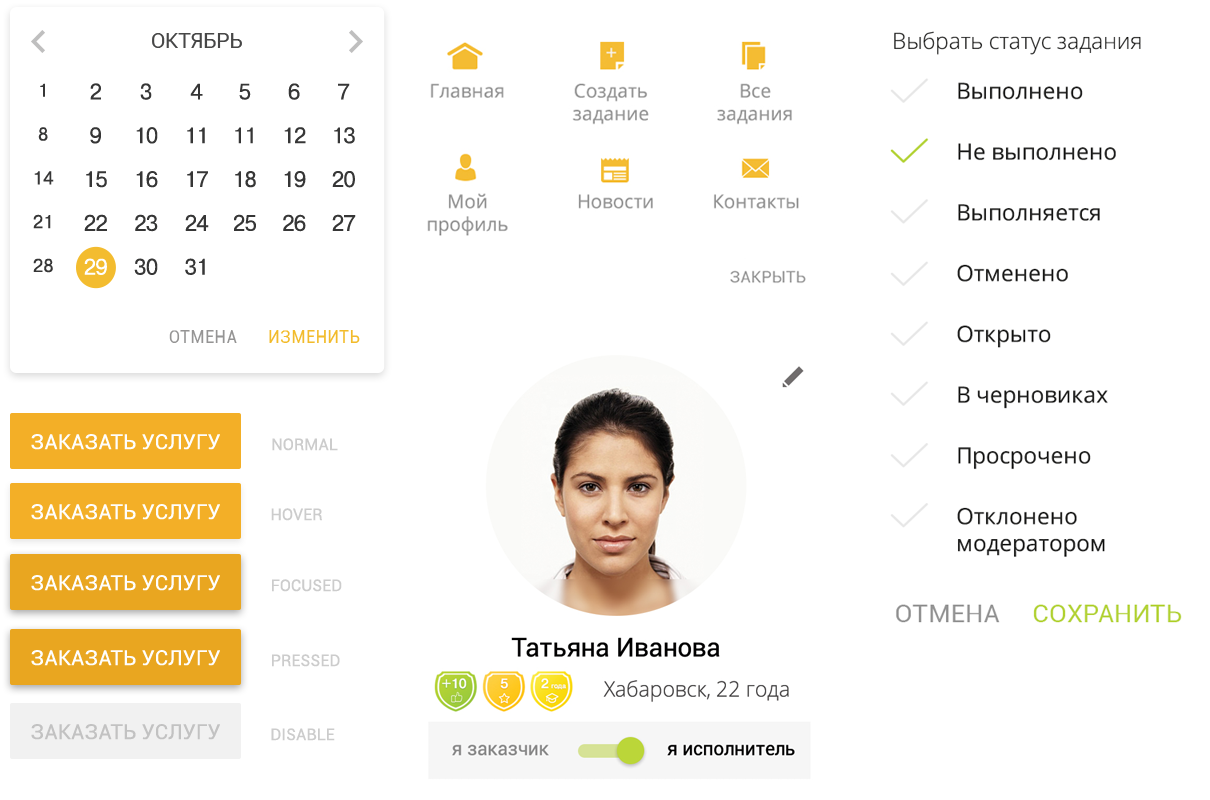 ОКТЯБРЬ
1 2 3 4 5 6 7
8 9 10 11 11 12 13
14 15 16 17 18 19 20
21 22 23 24 25 26 27
28 29 30 31
ОТМЕНА ИЗМЕНИТЬ
ЗАКАЗАТЬ УСЛУГУ NORMAL
ЗАКАЗАТЬ УСЛУГУ HOVER
ЗАКАЗАТЬ УСЛУГУ FOCUSED
ЗАКАЗАТЬ УСЛУГУ PRESSED
ЗАКАЗАТЬ УСЛУГУ DISABLE
Главная
Создать
задание
Все
задания
Мой
профиль
Новости
Контакты
ЗАКРЫТЬ
Татьяна Иванова
+10 5 2 года
Хабаровск, 22 года
я заказчик я исполнитель
Выбрать статус задания
Выполнено
Не выполнено
Выполняется
Отменено
Открыто
В черновиках
Просрочено
Отклонено
модератором
ОТМЕНА СОХРАНИТЬ